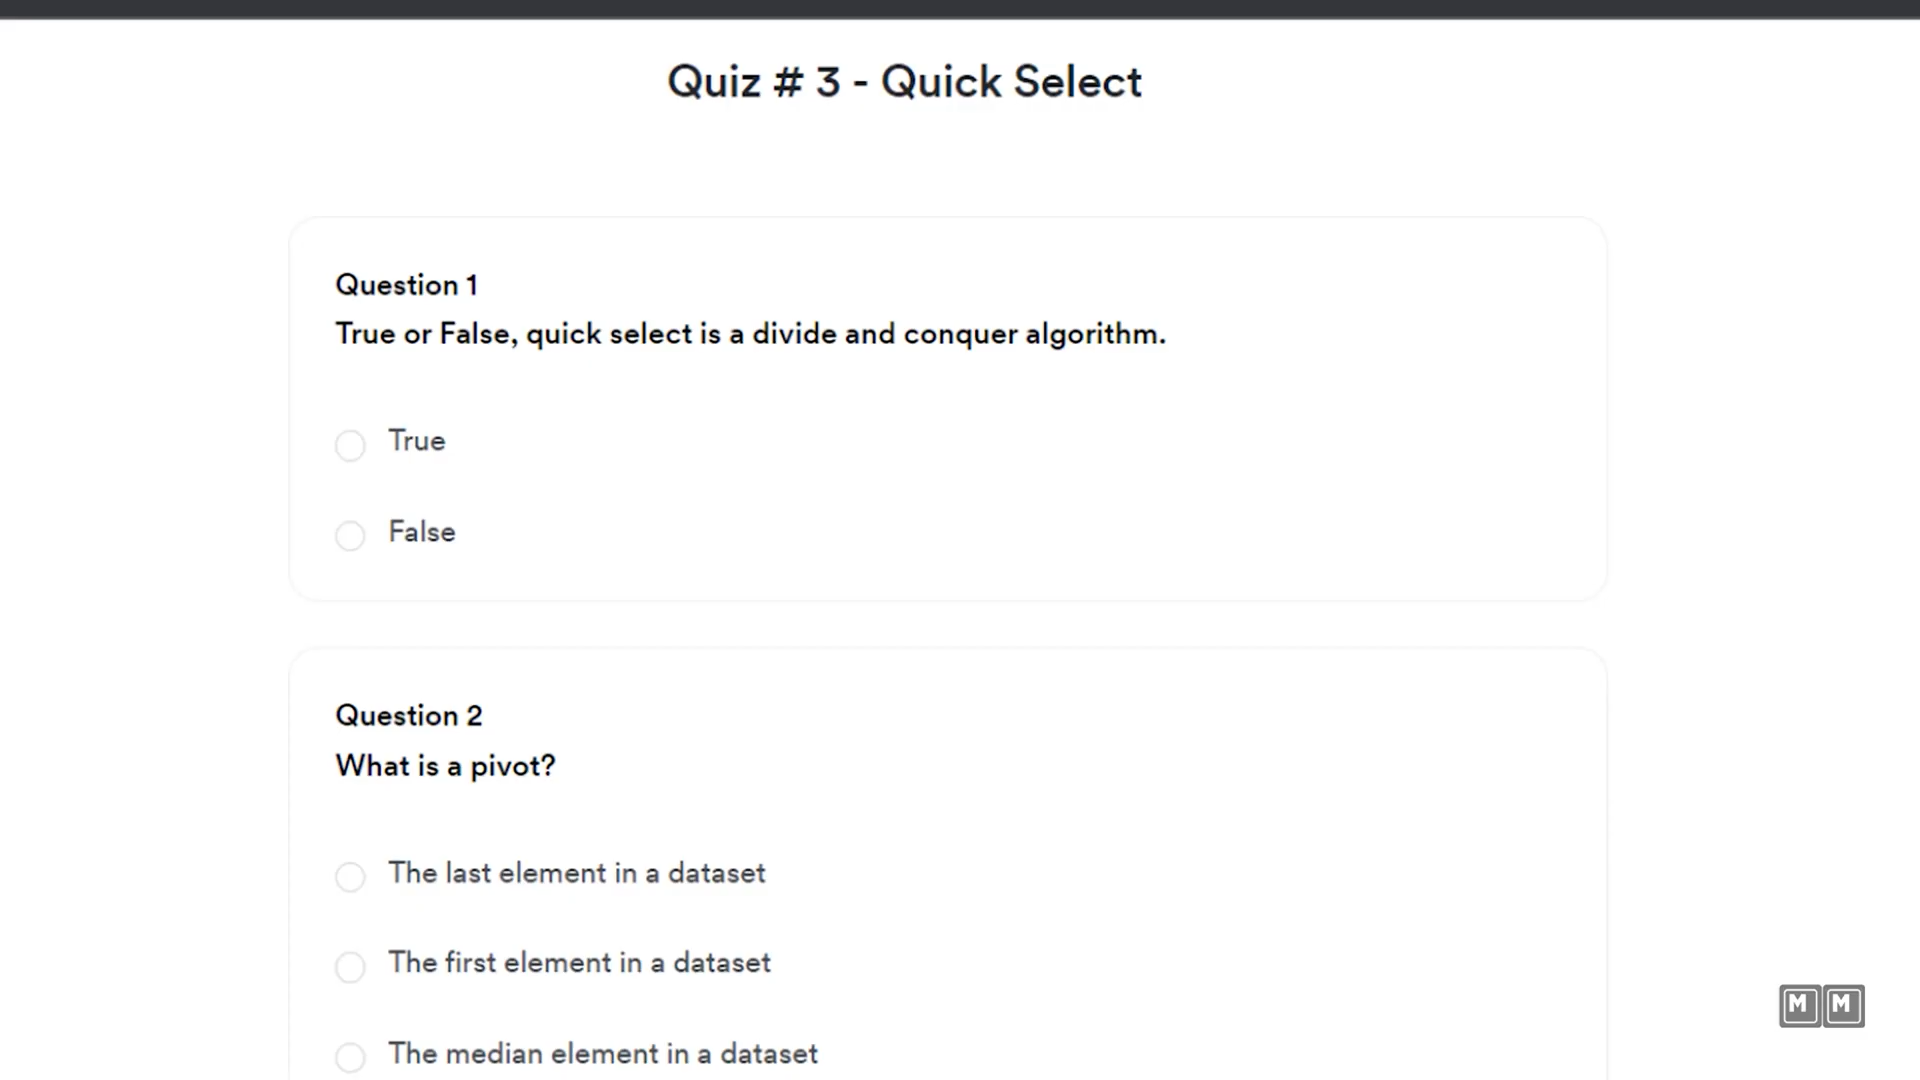 Quiz # 3 - Quick Select
Question 1
True or False, quick select is a divide and conquer algorithm.
True
False
Question 2
What is a pivot?
The last element in a dataset
The first element in a dataset
The median element in a dataset
M M